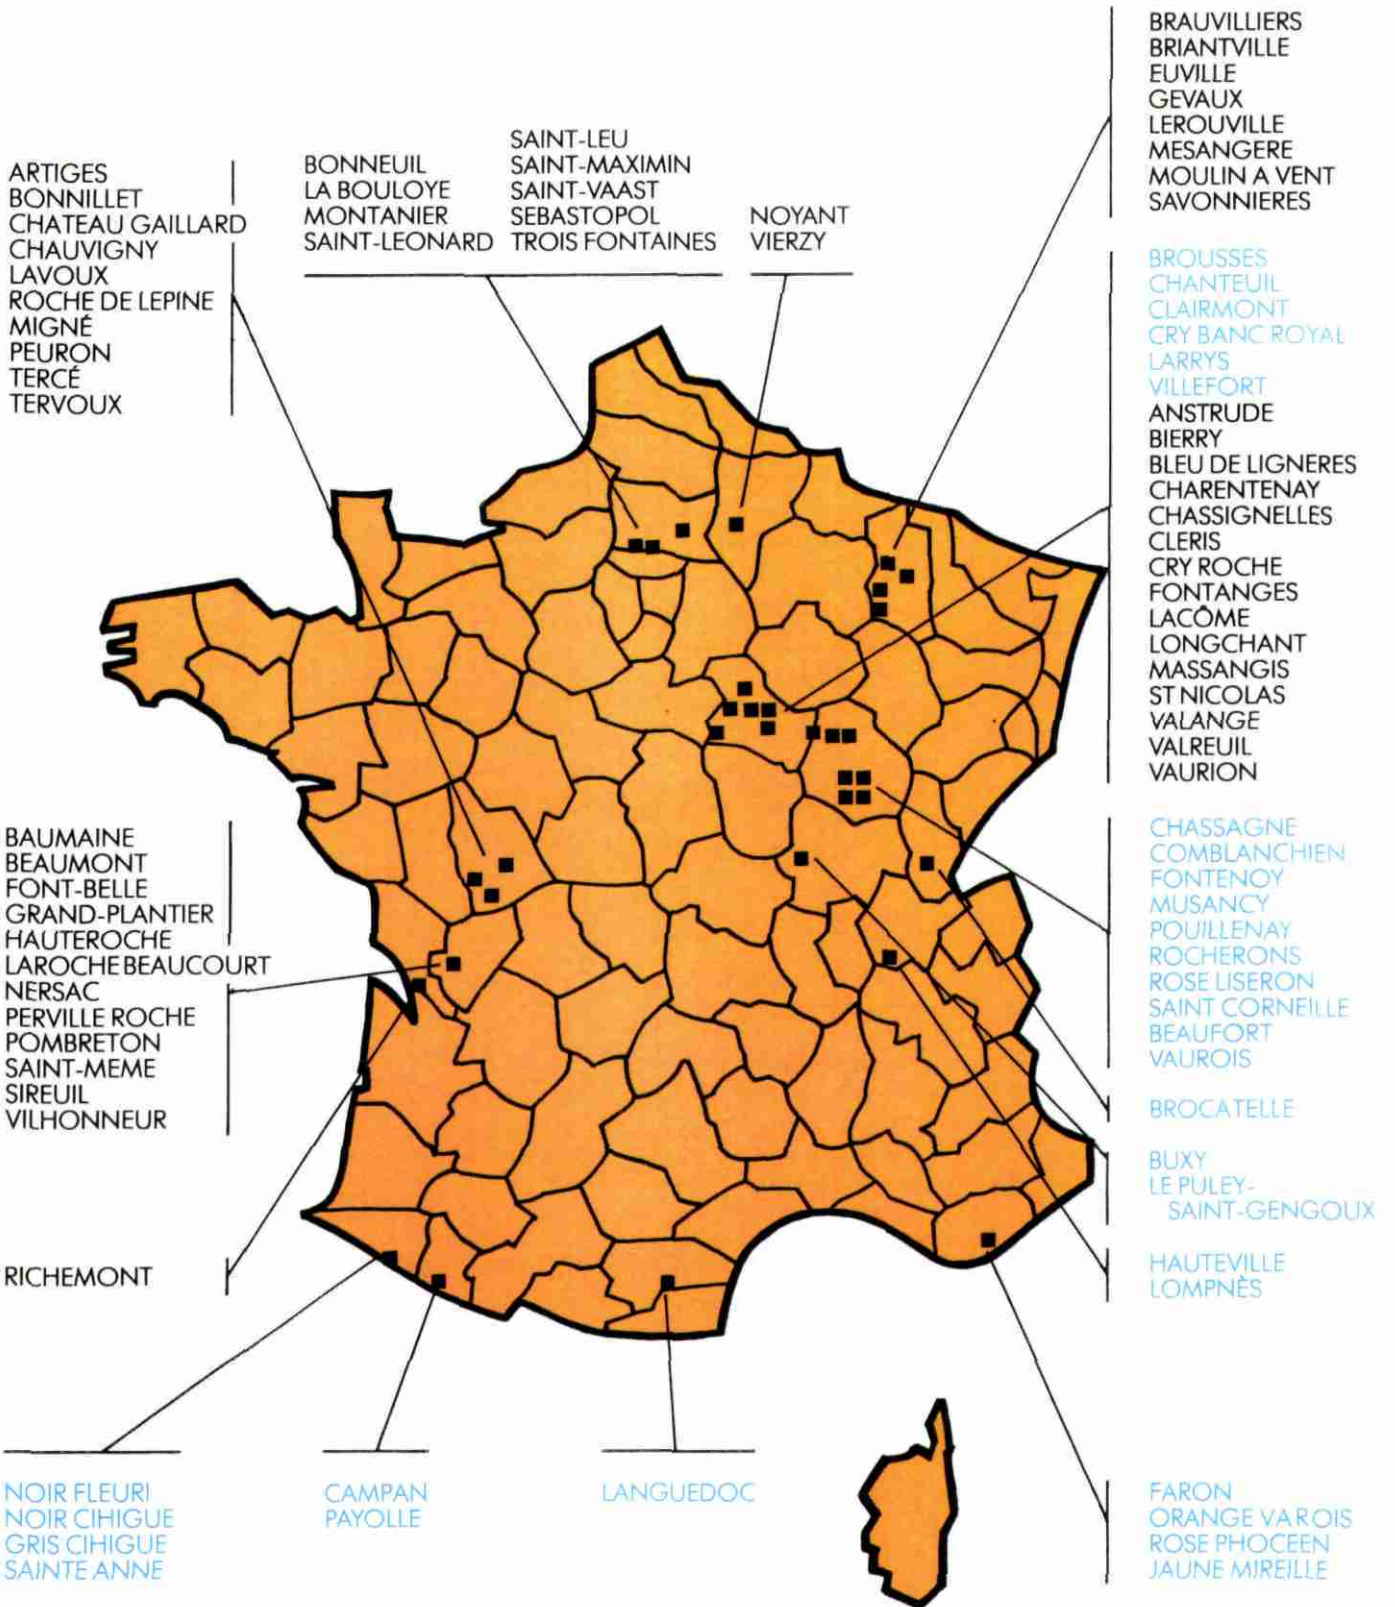 ARTIGES
BONNILLET
CHATEAU GAILLARD
CHAUVIGNY
LAVOUX
ROCHE DE LEPINE
MIGNÉ
PEURON
TERCÉ
TERVOUX
BONNEUIL
LA BOULOYE
MONTANIER
SAINT-LEONARD
SAINT-LEU
SAINT-MAXIMIN
SAINT-VAAST
SEBASTOPOL
TROIS FONTAINES
NOYANT
VIERZY
BRAUVILLIERS
BRIANTVILLE
EUVILLE
GEVAUX
LEROUVILLE
MESANGERE
MOULIN A VENT
SAVONNIERES
BROUSSES
CHANTEUIL
CLAIRMONT
CRY BANC ROYAL
LARRYS
VILLEFORT
ANSTRUDE
BIERRY
BLEU DE LIGNERES
CHARENTENAY
CHASSIGNELLES
CLERIS
CRY ROCHE
FONTANGES
LACÔME
LONGCHANT
MASSANGIS
ST NICOLAS
VALANGE
VALREUIL
VAURION
CHASSAGNE
COMBLANCHIEN
FONTENOY
MUSANCY
POUILLENAY
ROCHERONS
ROSE LISERON
SAINT CORNEILLE
BEAUFORT
VAUROIS
BROCATELLE
BUXY
LE PULEY-
SAINT-GENGOUX
HAUTEVILLE
LOMPNÈS
BAUMAINE
BEAUMONT
FONT-BELLE
GRAND-PLANTIER
HAUTEROCHE
LAROCHE BEAUCOURT
NERSAC
PERVILLE ROCHE
POMBRETON
SAINT-MEME
SIREUIL
VILHONNEUR
RICHEMONT
NOIR FLEURI
NOIR CIHIGUE
GRIS CIHIGUE
SAINTE ANNE
CAMPAN
PAYOLLE
LANGUEDOC
FARON
ORANGE VAROIS
ROSE PHOCEEN
JAUNE MIREILLE